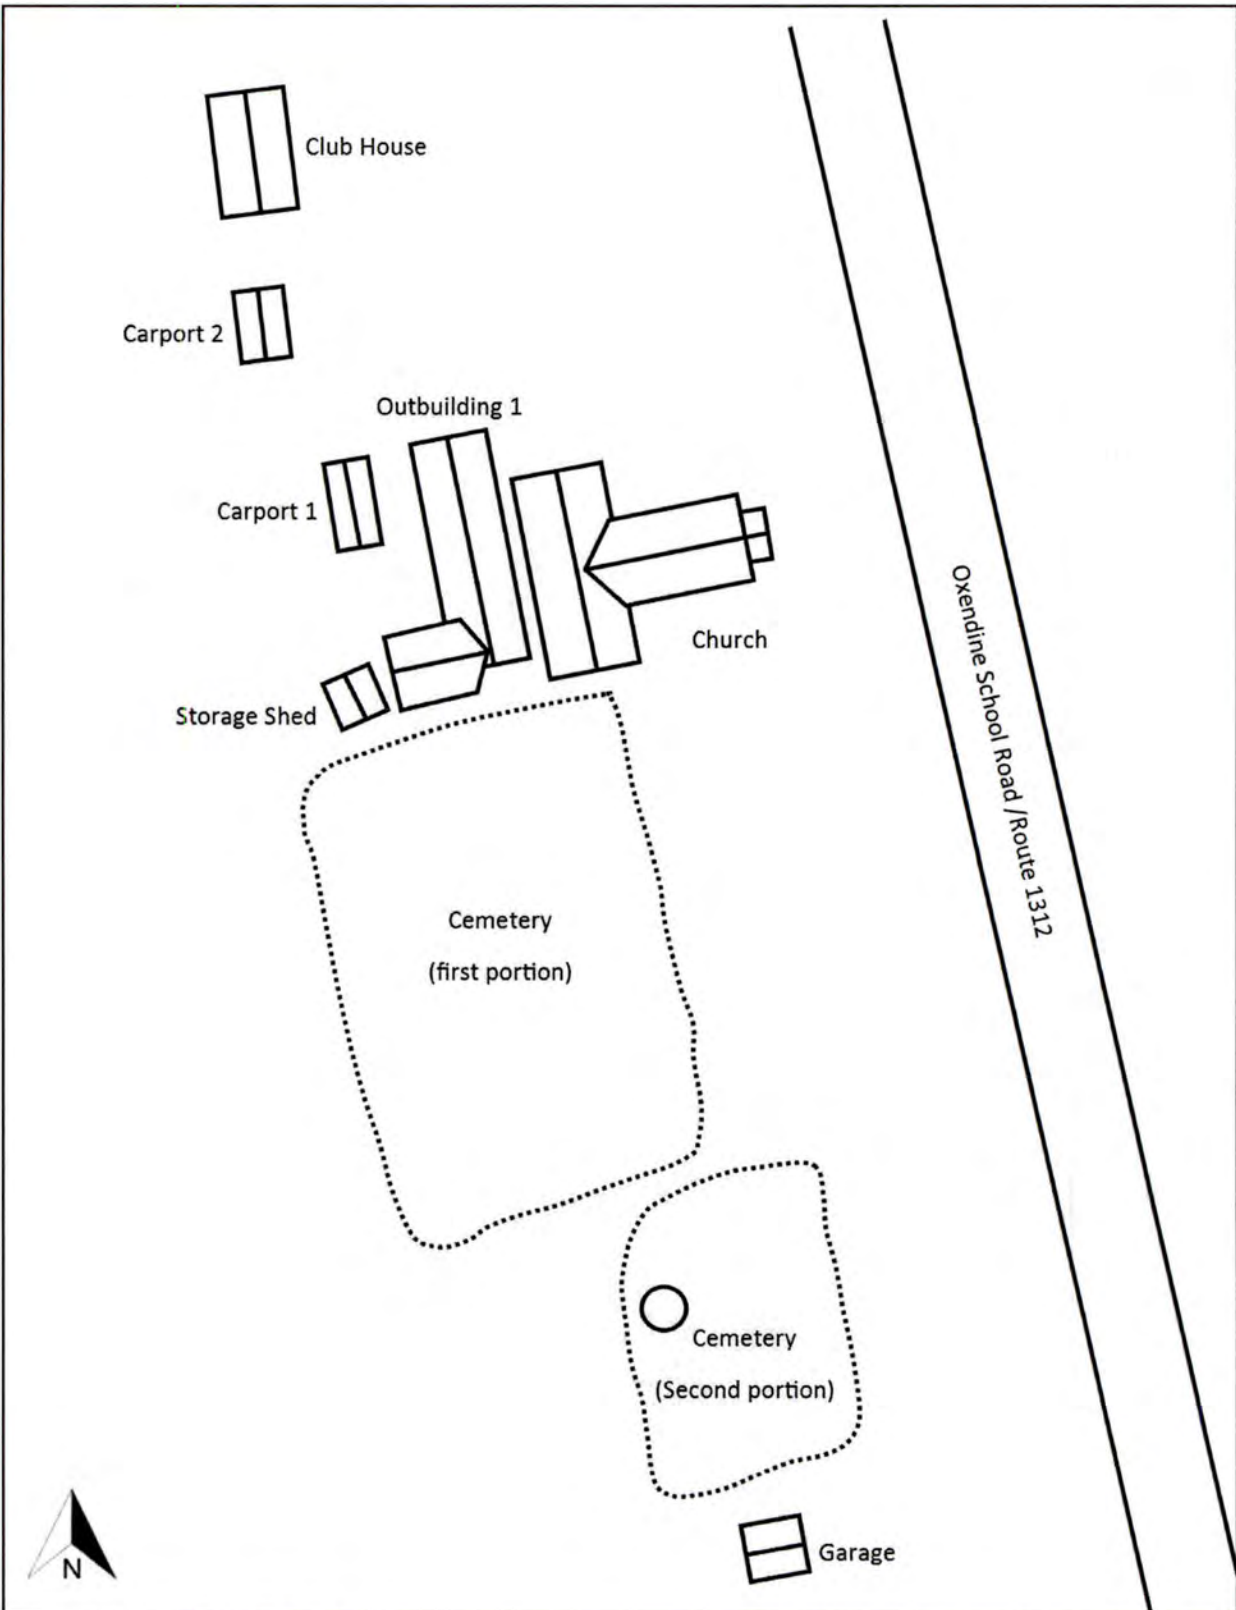 Club House
Carport 2
Outbuilding 1
Carport 1
Church
Storage Shed
Oxendine School Road /Route 1312
Cemetery
(first portion)
Cemetery
(Second portion)
Garage
N